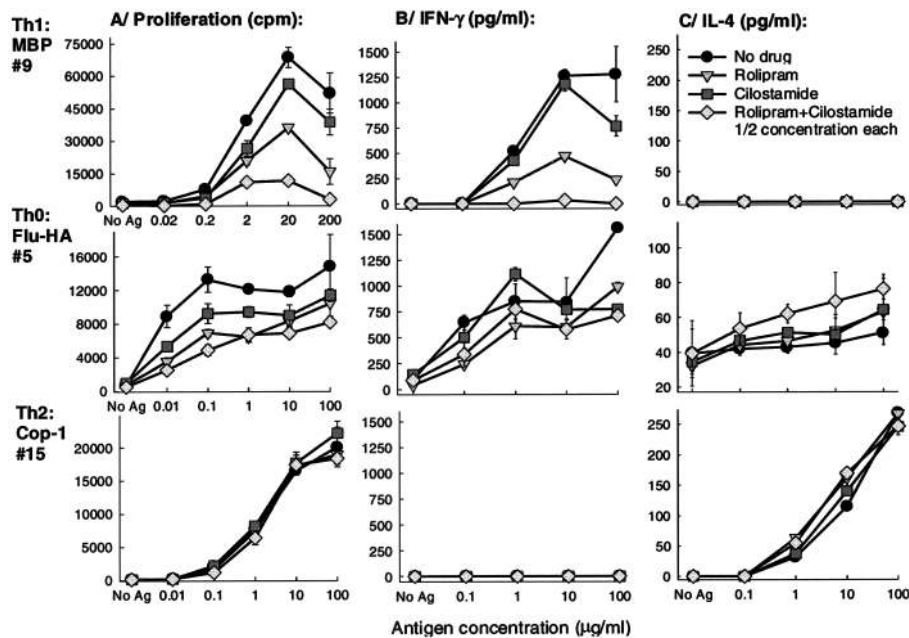 Th1:
MBP
#9
A/ Proliferation (cpm):
B/ IFN-γ (pg/ml):
C/ IL-4 (pg/ml):
75000
60000
45000
30000
15000
0
No Ag 0.02 0.2 2 20 200
1500
1250
1000
750
500
250
0
250
200
150
100
50
0
No drug
Rolipram
Cilostamide
Rolipram+Cilostamide
1/2 concentration each
Th0:
Flu-HA
#5
16000
12000
8000
4000
0
No Ag 0.01 0.1 1 10 100
1500
1250
1000
750
500
250
0
100
80
60
40
20
Th2:
Cop-1
#15
20000
15000
10000
5000
0
No Ag 0.01 0.1 1 10 100
1500
1250
1000
750
500
250
0
No Ag 0.1 1 10 100
250
200
150
100
50
0
No Ag 0.1 1 10 100
Antigen concentration (μg/ml)